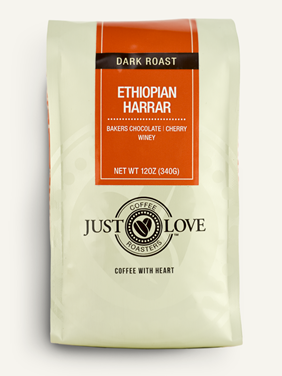 DARK ROAST
ETHIOPIAN
HARRAR
BAKERS CHOCOLATE | CHERRY
WINEY
NET WT 12OZ (340G)
COFFEE
JUST LOVE
ROASTERS
COFFEE WITH HEART